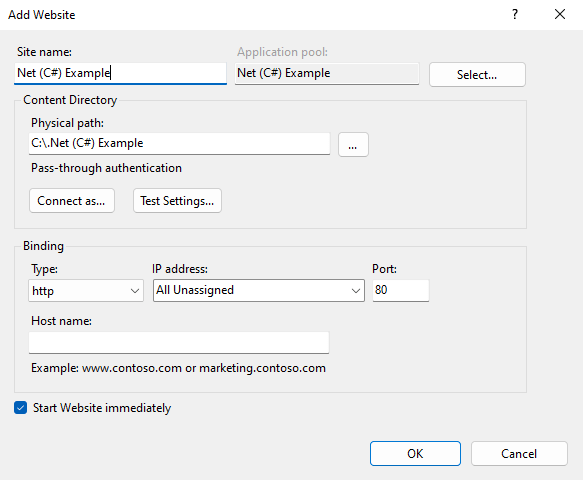 Add Website
?
Site name:
Application pool:
Net (C#) Example
Net (C#) Example
Select...
Content Directory
Physical path:
C:\.Net (C#) Example
...
Pass-through authentication
Connect as...
Test Settings...
Binding
Type:
IP address:
Port:
http
All Unassigned
80
Host name:
Example: www.contoso.com or marketing.contoso.com
Start Website immediately
OK
Cancel